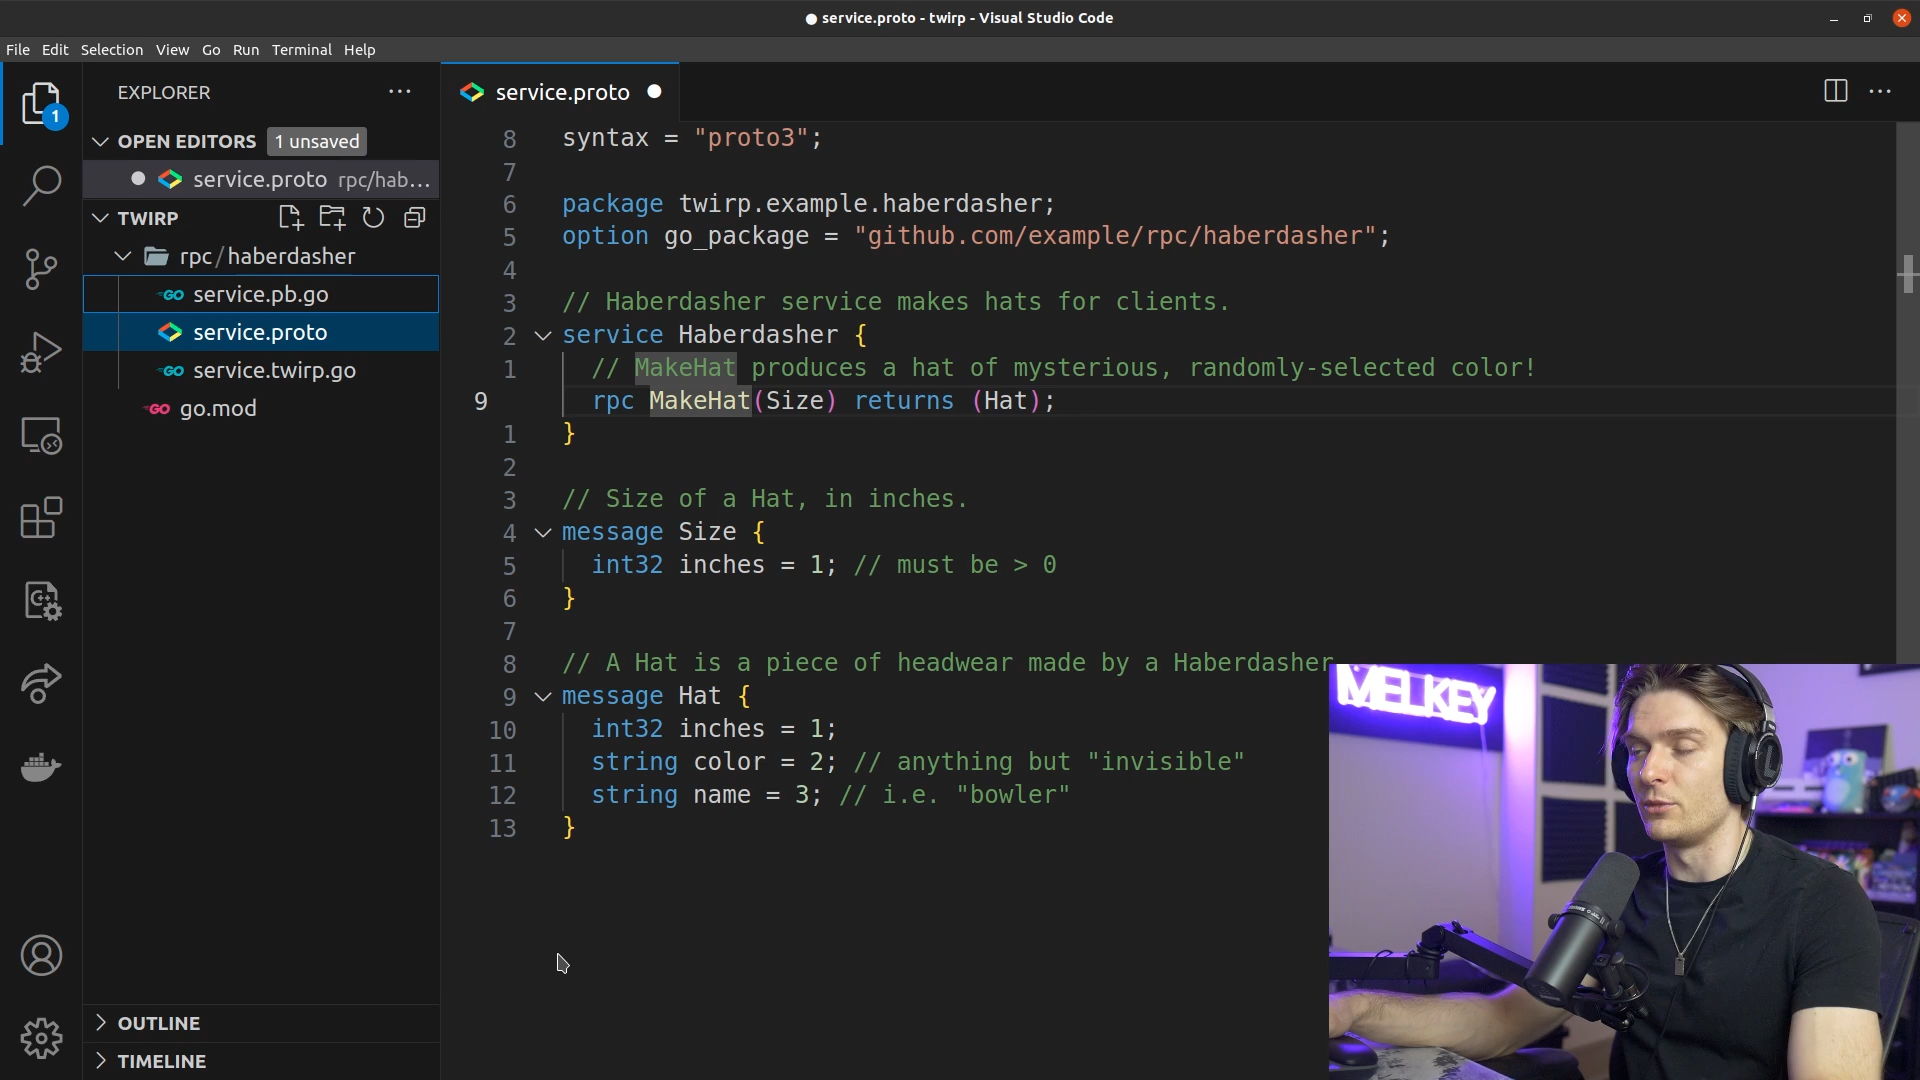 service.proto - twirp - Visual Studio Code
File Edit Selection View Go Run Terminal Help
EXPLORER
1
OPEN EDITORS 1 unsaved
service.proto rpc/hab...
TWIRP
rpc/haberdasher
GO service.pb.go
service.proto
GO service.twirp.go
GO go.mod
OUTLINE
TIMELINE
service.proto
8 syntax = "proto3";
7
6 package twirp.example.haberdasher;
5 option go_package = "github.com/example/rpc/haberdasher";
4
3 // Haberdasher service makes hats for clients.
2 service Haberdasher {
1 // MakeHat produces a hat of mysterious, randomly-selected color!
9 rpc MakeHat(Size) returns (Hat);
1 }
2
3 // Size of a Hat, in inches.
4 message Size {
5 int32 inches = 1; // must be > 0
6 }
7
8 // A Hat is a piece of headwear made by a Haberdasher
9 message Hat {
10 int32 inches = 1;
11 string color = 2; // anything but "invisible"
12 string name = 3; // i.e. "bowler"
13 }
MELKEY